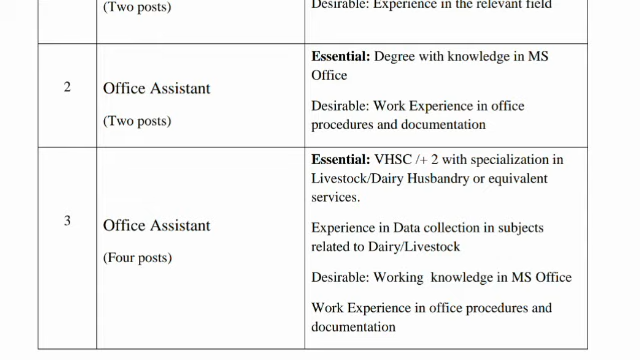 (Two posts)
Desirable: Experience in the relevant field
2
Office Assistant
(Two posts)
Essential: Degree with knowledge in MS
Office
Desirable: Work Experience in office
procedures and documentation
3
Office Assistant
(Four posts)
Essential: VHSC /+ 2 with specialization in
Livestock/Dairy Husbandry or equivalent
services.
Experience in Data collection in subjects
related to Dairy/Livestock
Desirable: Working  knowledge in MS Office
Work Experience in office procedures and
documentation